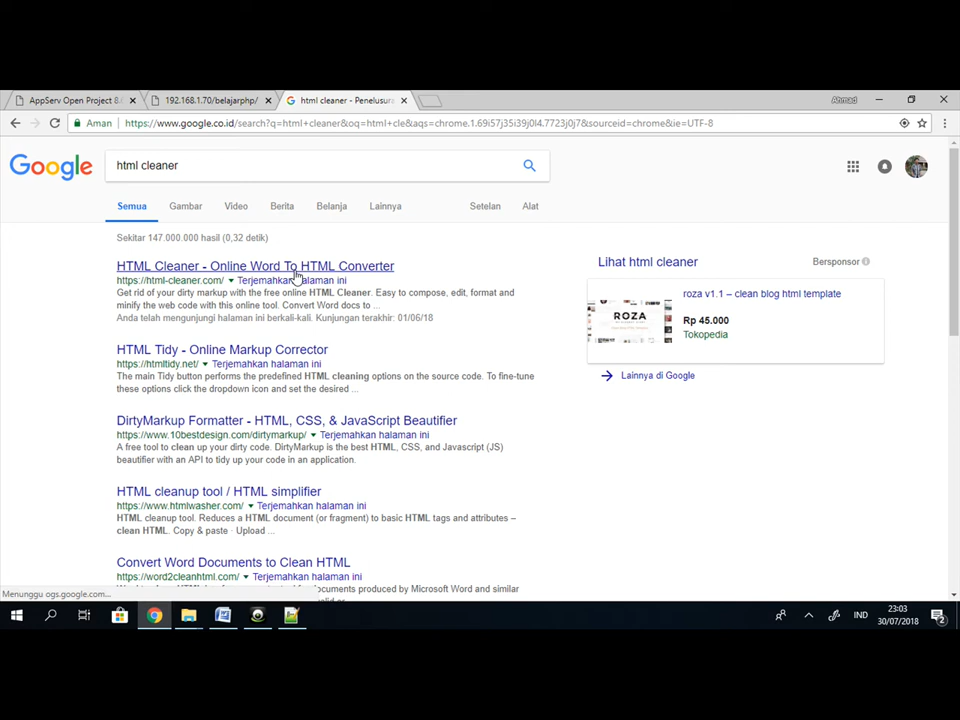 AppServ Open Project 8.
192.168.1.70/belajarphp/
html cleaner - Penelusura
Ahmad
Aman
https://www.google.co.id/search?q=html+cleaner&oq=html+cle&aqs=chrome.1.69i57j35i39j0l4.7723j0j7&sourceid=chrome&ie=UTF-8
Google
html cleaner
Semua Gambar Video Berita Belanja Lainnya Setelan Alat
Sekitar 147.000.000 hasil (0,32 detik)
HTML Cleaner - Online Word To HTML Converter
https://html-cleaner.com/ Terjemahkan halaman ini
Get rid of your dirty markup with the free online HTML Cleaner. Easy to compose, edit, format and
minify the web code with this online tool. Convert Word docs to ...
Anda telah mengunjungi halaman ini berkali-kali. Kunjungan terakhir: 01/06/18
HTML Tidy - Online Markup Corrector
https://htmltidy.net/ Terjemahkan halaman ini
The main Tidy button performs the predefined HTML cleaning options on the source code. To fine-tune
these options click the dropdown icon and set the desired ...
DirtyMarkup Formatter - HTML, CSS, & JavaScript Beautifier
https://www.10bestdesign.com/dirtymarkup/ Terjemahkan halaman ini
A free tool to clean up your dirty code. DirtyMarkup is the best HTML, CSS, and Javascript (JS)
beautifier with an API to tidy up your code in an application.
HTML cleanup tool / HTML simplifier
https://www.htmlwasher.com/ Terjemahkan halaman ini
HTML cleanup tool. Reduces a HTML document (or fragment) to basic HTML tags and attributes –
clean HTML. Copy & paste · Upload ...
Convert Word Documents to Clean HTML
https://word2cleanhtml.com/ Terjemahkan halaman ini
documents produced by Microsoft Word and similar
Lihat html cleaner
Bersponsor
ROZA
roza v1.1 – clean blog html template
Rp 45.000
Tokopedia
Lainnya di Google
Menunggu ogs.google.com...
IND
23:03
30/07/2018
2